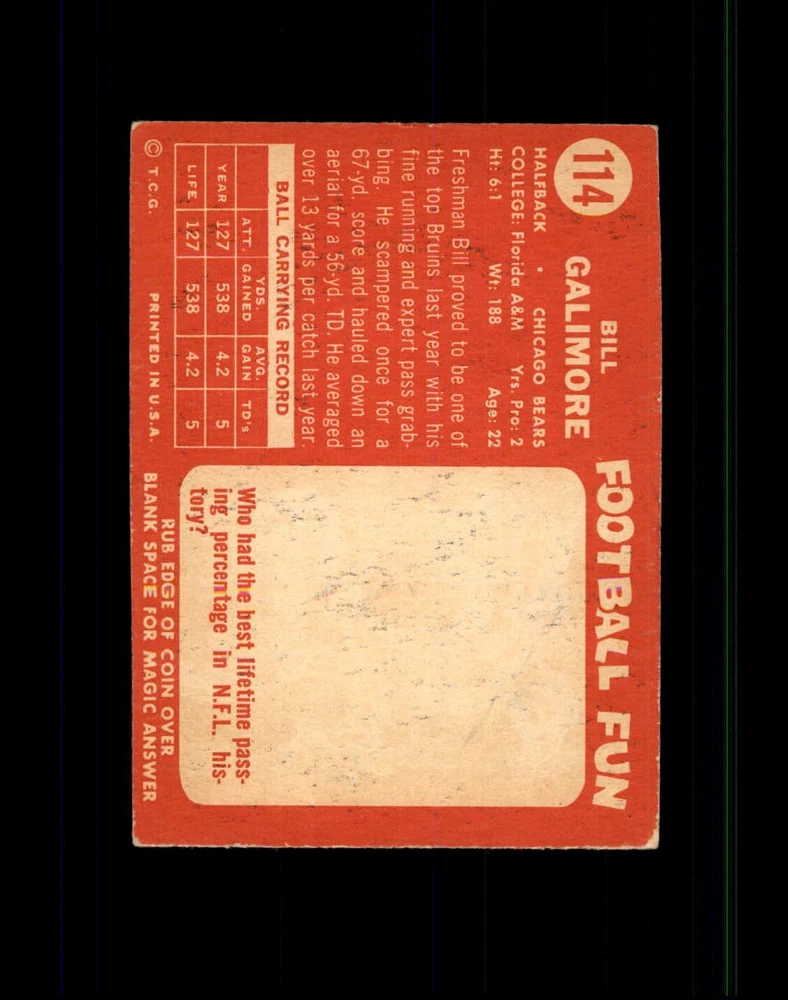 114
BILL
GALIMORE
HALFBACK • CHICAGO BEARS
COLLEGE: Florida A&M Yrs. Pro: 2
Ht: 6:1 Wt: 188 Age: 22
Freshman Bill proved to be one of
the top Bruins last year with his
fine running and expert pass grab-
bing. He scampered once for a
67-yd. score and hauled down an
aerial for a 56-yd. TD. He averaged
over 13 yards per catch last year.
BALL CARRYING RECORD
ATT. YDS. GAINED AVG. GAIN TD's
YEAR 127 538 4.2 5
LIFE 127 538 4.2 5
© T.C.G. PRINTED IN U.S.A.
FOOTBALL FUN
Who had the best lifetime pass-
ing percentage in N.F.L. his-
tory?
RUB EDGE OF COIN OVER
BLANK SPACE FOR MAGIC ANSWER